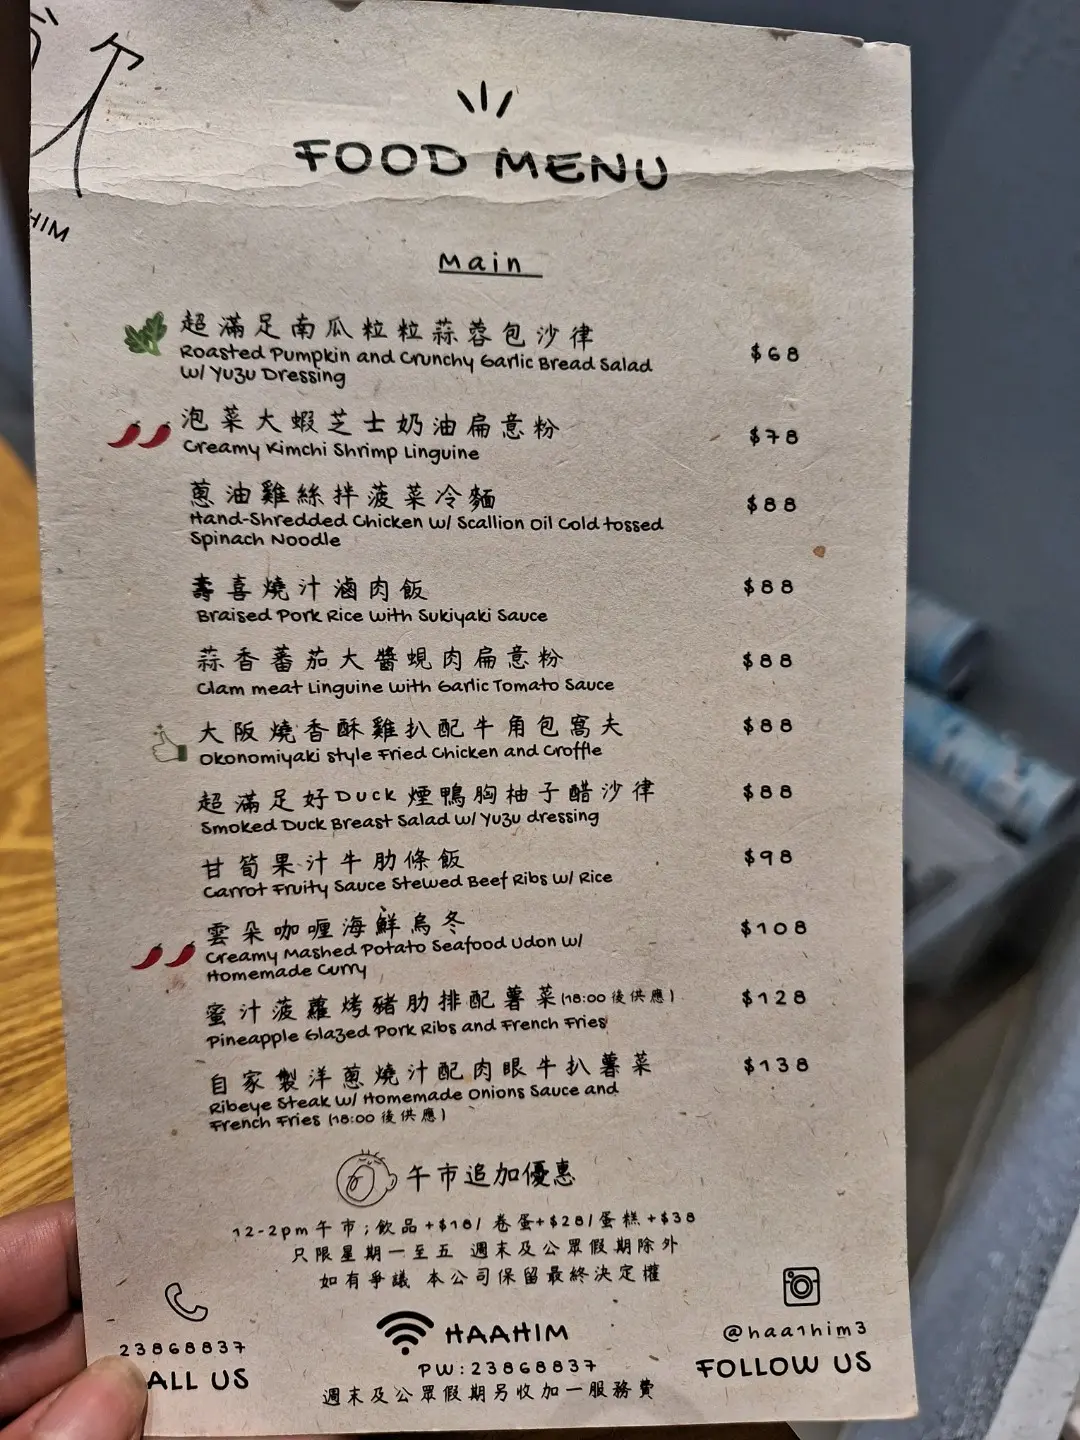 HIM
FOOD MENU
Main
超滿足南瓜粒粒蒜蓉包沙律
Roasted Pumpkin and Crunchy Garlic Bread Salad
w/ Yuzu Dressing
$68
泡菜大蝦芝士奶油扁意粉
Creamy Kimchi Shrimp Linguine
$78
蔥油雞絲拌菠菜冷麵
Hand-Shredded Chicken w/ Scallion Oil Cold tossed
Spinach Noodle
$88
壽喜燒汁滷肉飯
Braised Pork Rice with Sukiyaki Sauce
$88
蒜香蕃茄大醬蜆肉扁意粉
Clam meat Linguine with Garlic Tomato Sauce
$88
大阪燒香酥雞扒配牛角包窩夫
Okonomiyaki style Fried Chicken and Croffle
$88
超滿足好Duck煙鴨胸柚子醋沙律
Smoked Duck Breast Salad w/ Yuzu dressing
$88
甘筍果汁牛肋條飯
Carrot Fruity Sauce Stewed Beef Ribs w/ Rice
$98
雲朵咖喱海鮮烏冬
Creamy Mashed Potato Seafood Udon w/
Homemade Curry
$108
蜜汁菠蘿烤豬肋排配薯菜(18:00後供應)
Pineapple Glazed Pork Ribs and French Fries
$128
自家製洋蔥燒汁配肉眼牛扒薯菜
Ribeye Steak w/ Homemade Onions Sauce and
French Fries (18:00後供應)
$138
午市追加優惠
12-2pm午市;飲品+$18/卷蛋+$28/蛋糕+$38
只限星期一至五 週末及公眾假期除外
如有爭議 本公司保留最終決定權
23868837
ALL US
HAAHIM
PW:23868837
@haa1him3
FOLLOW US
週末及公眾假期另收加一服務費